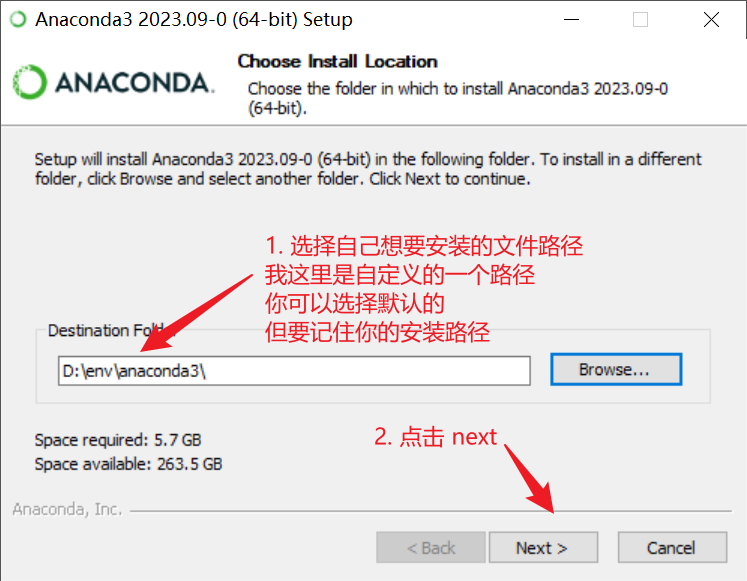 Anaconda3 2023.09-0 (64-bit) Setup
ANACONDA.
Choose Install Location
Choose the folder in which to install Anaconda3 2023.09-0
(64-bit).
Setup will install Anaconda3 2023.09-0 (64-bit) in the following folder. To install in a different
folder, click Browse and select another folder. Click Next to continue.
1. 选择自己想要安装的文件路径
我这里是自定义的一个路径
你可以选择默认的
但要记住你的安装路径
Destination Folder
D:\env\anaconda3\
Browse...
Space required: 5.7 GB
Space available: 263.5 GB
2. 点击 next
Anaconda, Inc.
< Back
Next >
Cancel